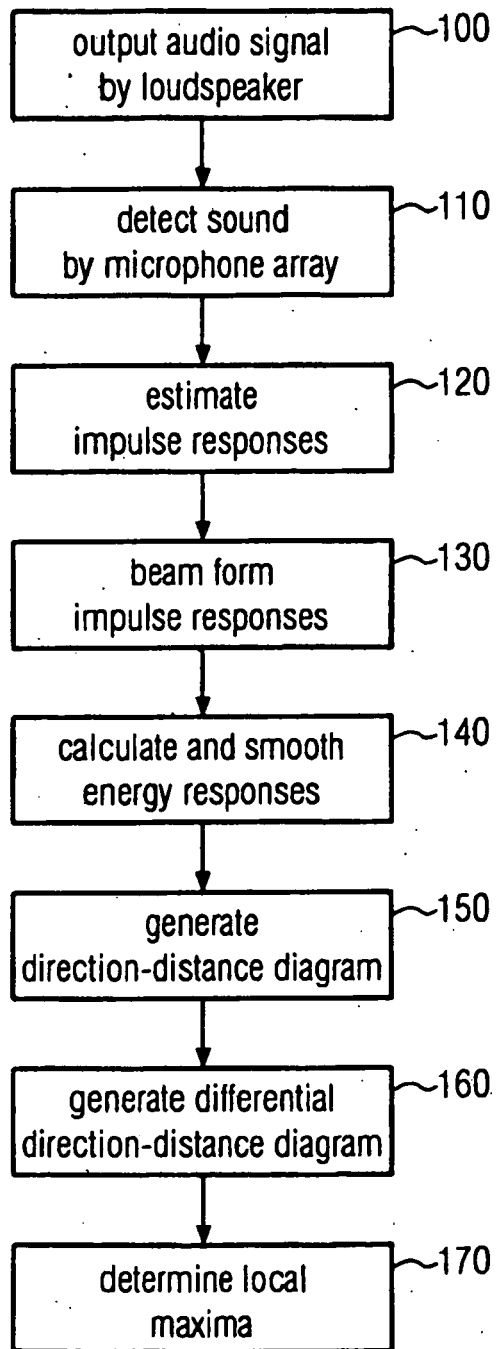 output audio signal
by loudspeaker
100
detect sound
by microphone array
110
estimate
impulse responses
120
beam form
impulse responses
130
calculate and smooth
energy responses
140
generate
direction-distance diagram
150
generate differential
direction-distance diagram
160
determine local
maxima
170